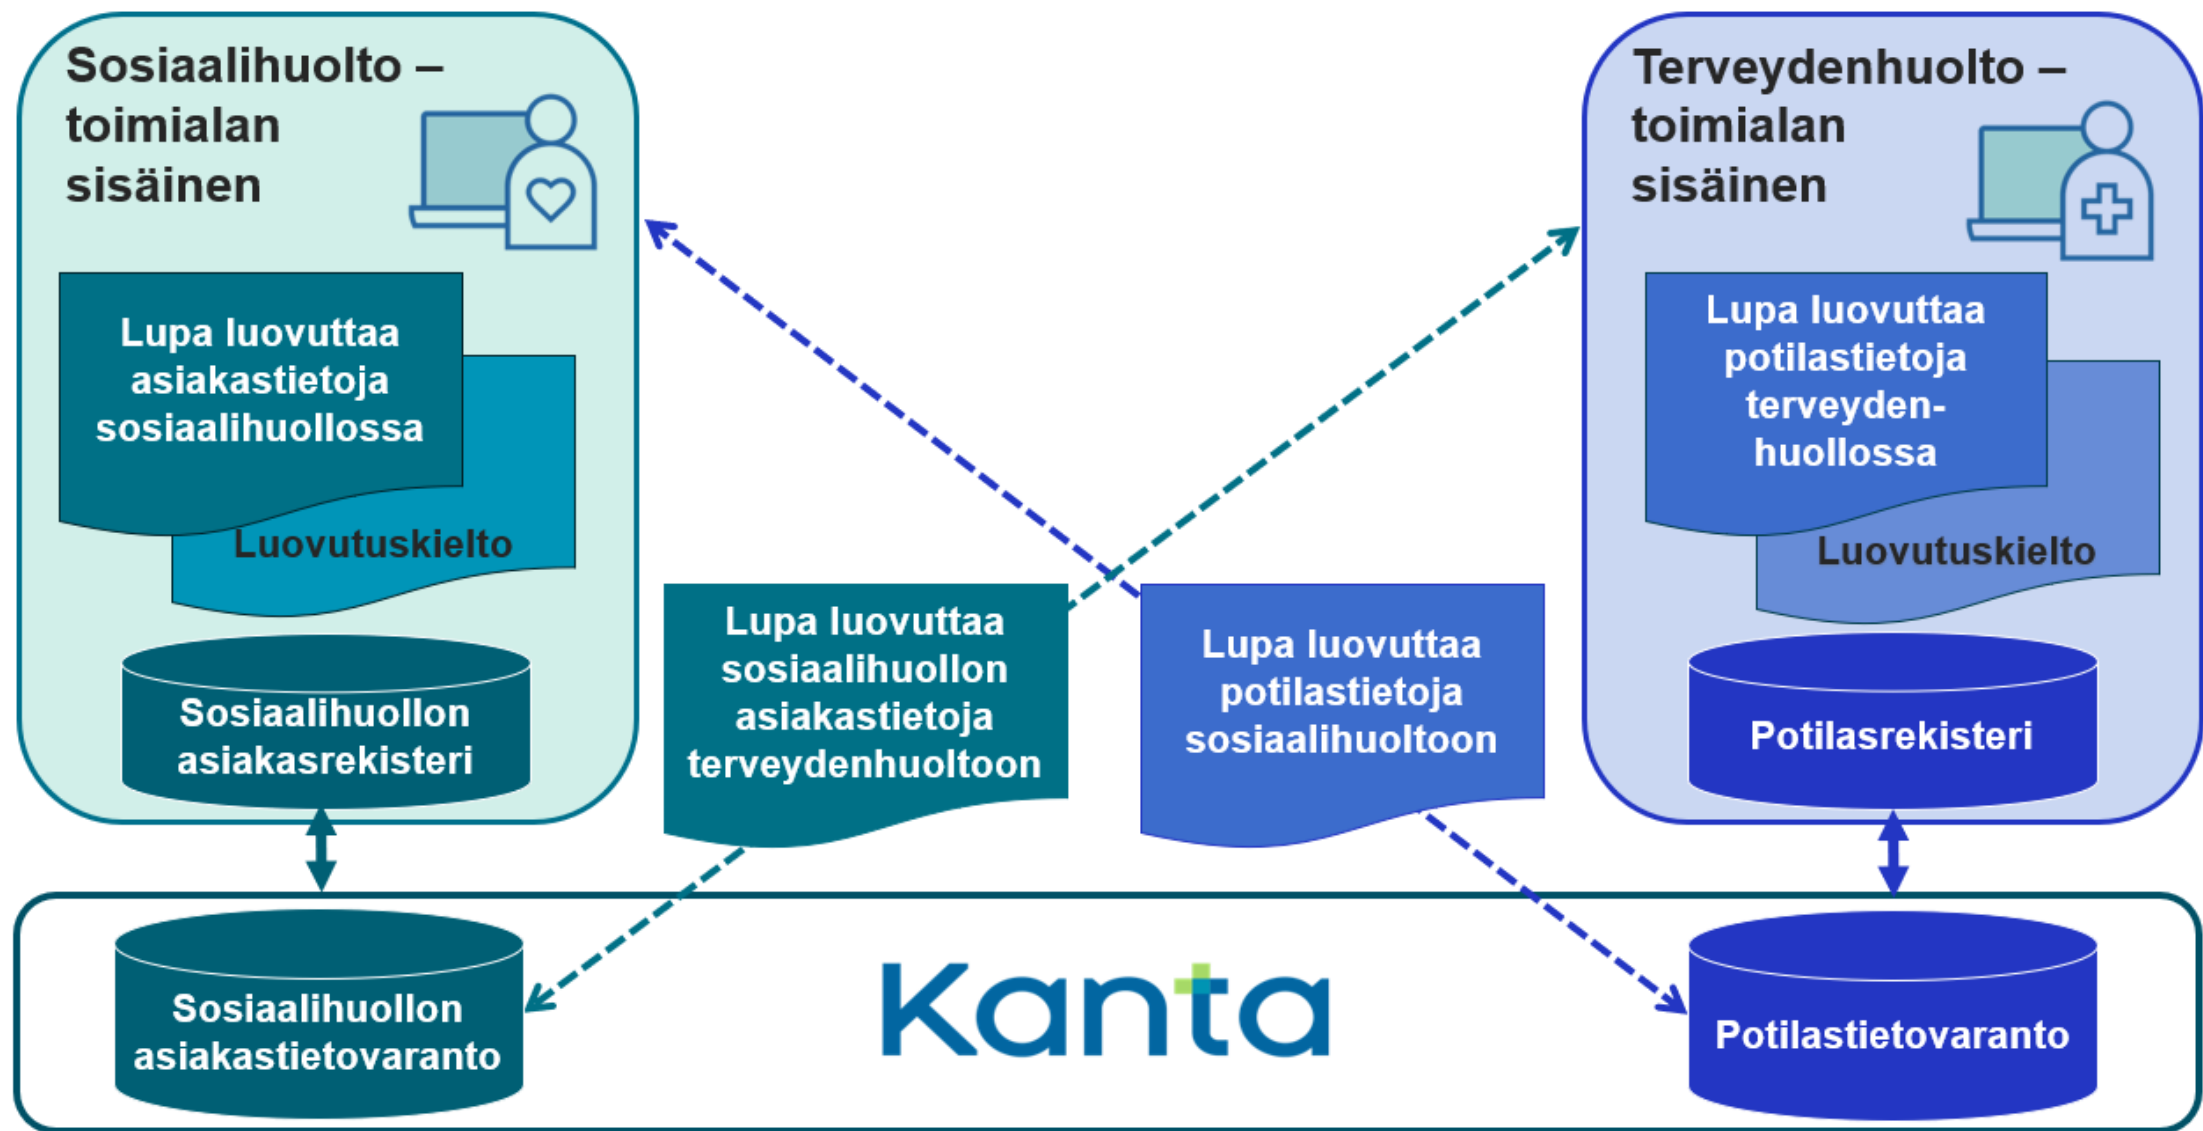 Sosiaalihuolto –
toimialan
sisäinen
Lupa luovuttaa
asiakastietoja
sosiaalihuollossa
Luovutuskielto
Sosiaalihuollon
asiakasrekisteri
Lupa luovuttaa
sosiaalihuollon
asiakastietoja
terveydenhuoltoon
Lupa luovuttaa
potilastietoja
sosiaalihuoltoon
Terveydenhuolto –
toimialan
sisäinen
Lupa luovuttaa
potilastietoja
terveyden-
huollossa
Luovutuskielto
Potilasrekisteri
Sosiaalihuollon
asiakastietovaranto
Kanta
Potilastietovaranto